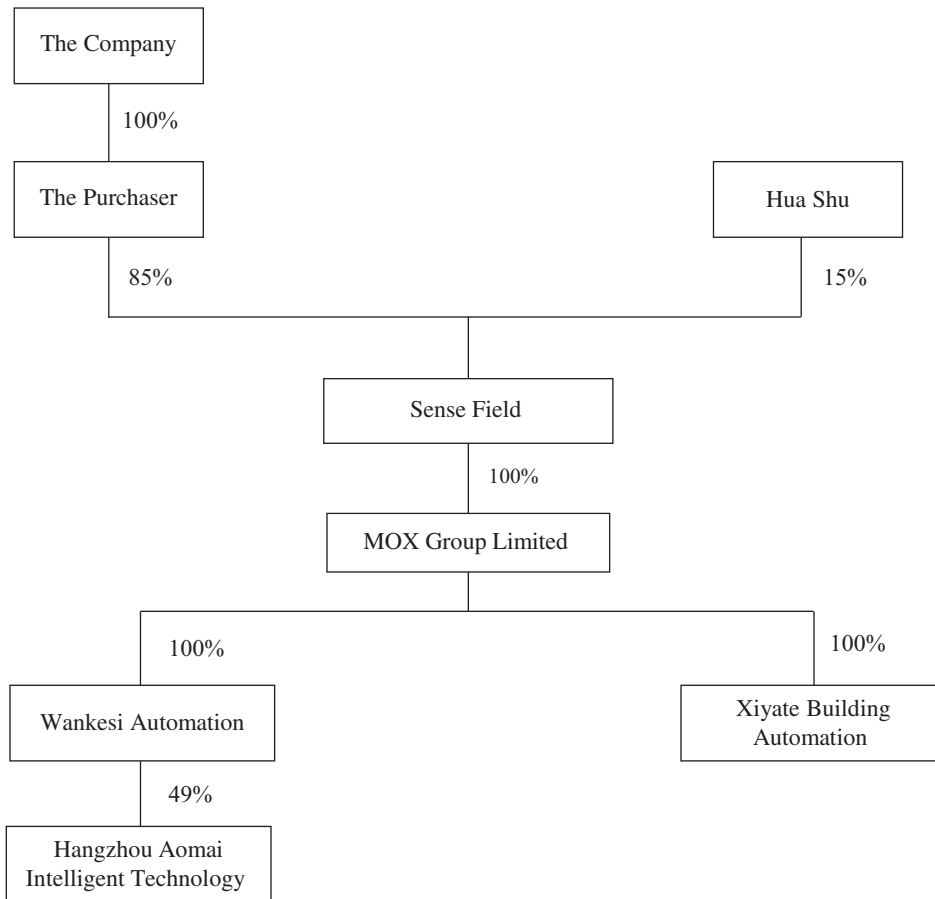 The Company
100%
The Purchaser
Hua Shu
85%
15%
Sense Field
100%
MOX Group Limited
100%
100%
Wankesi Automation
Xiyate Building
Automation
49%
Hangzhou Aomai
Intelligent Technology